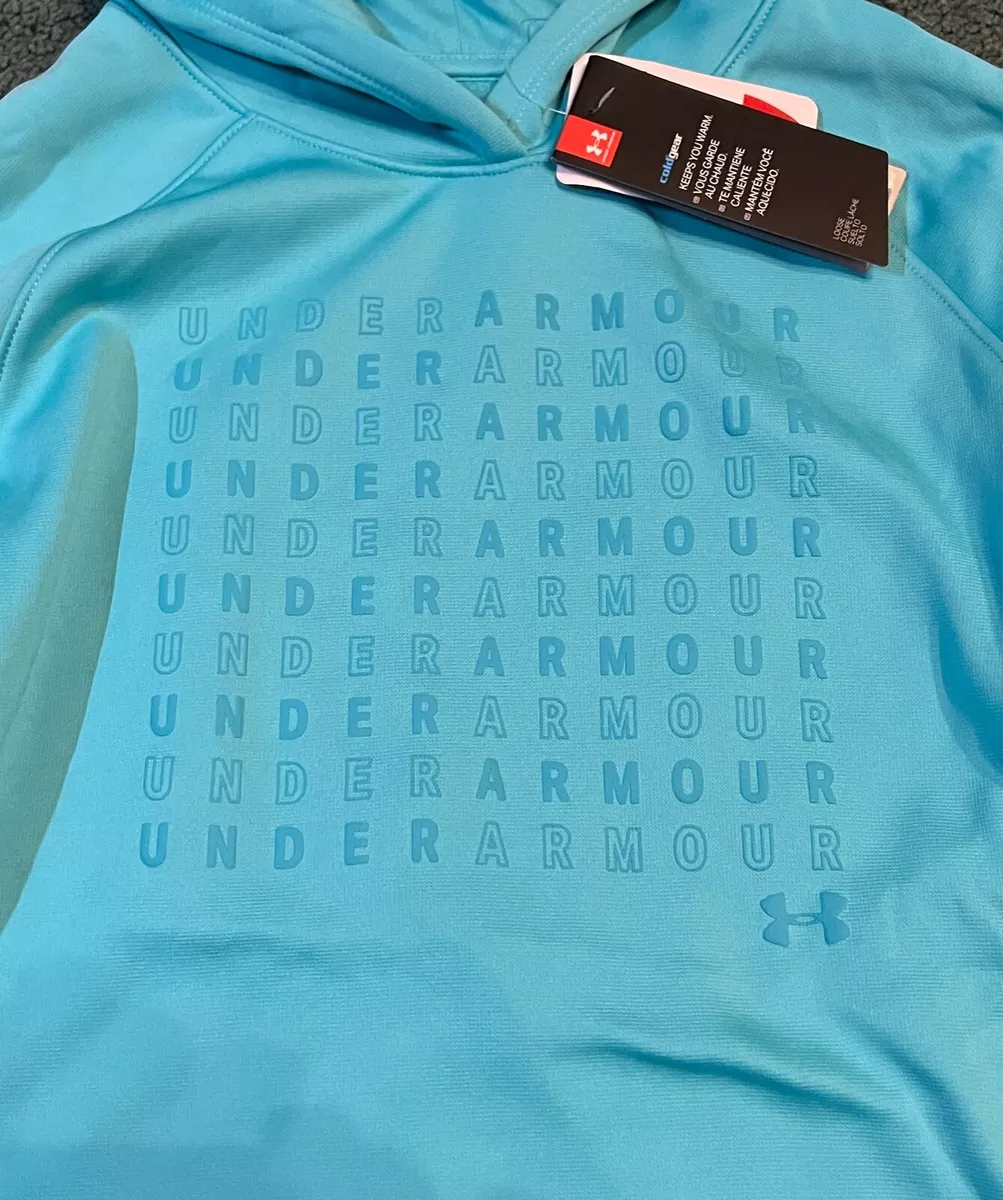 coldgear
KEEPS YOU WARM.
VOUS GARDE
AU CHAUD.
TE MANTIENE
CALIENTE
MANTÉM VOCÊ
AQUECIDO.
LOOSE
COUPE LÂCHE
SUELTO
SOLTO
UNDERARMOUR
UNDERARMOUR
UNDERARMOUR
UNDERARMOUR
UNDERARMOUR
UNDERARMOUR
UNDERARMOUR
UNDERARMOUR
UNDERARMOUR
UNDERARMOUR